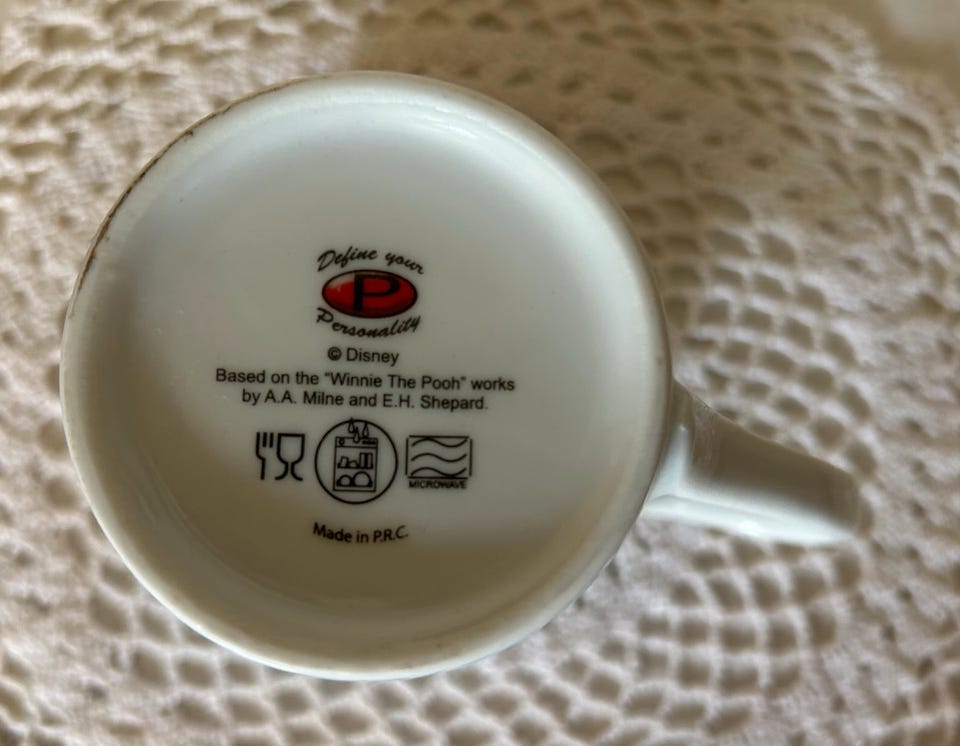 Define your
P
Personality
© Disney
Based on the “Winnie The Pooh” works
by A.A. Milne and E.H. Shepard.
MICROWAVE
Made in P.R.C.